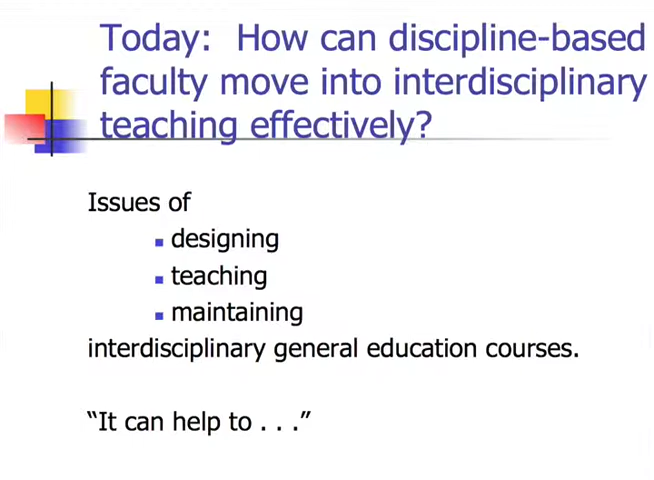 Today: How can discipline-based
faculty move into interdisciplinary
teaching effectively?
Issues of
designing
teaching
maintaining
interdisciplinary general education courses.
“It can help to . . .”